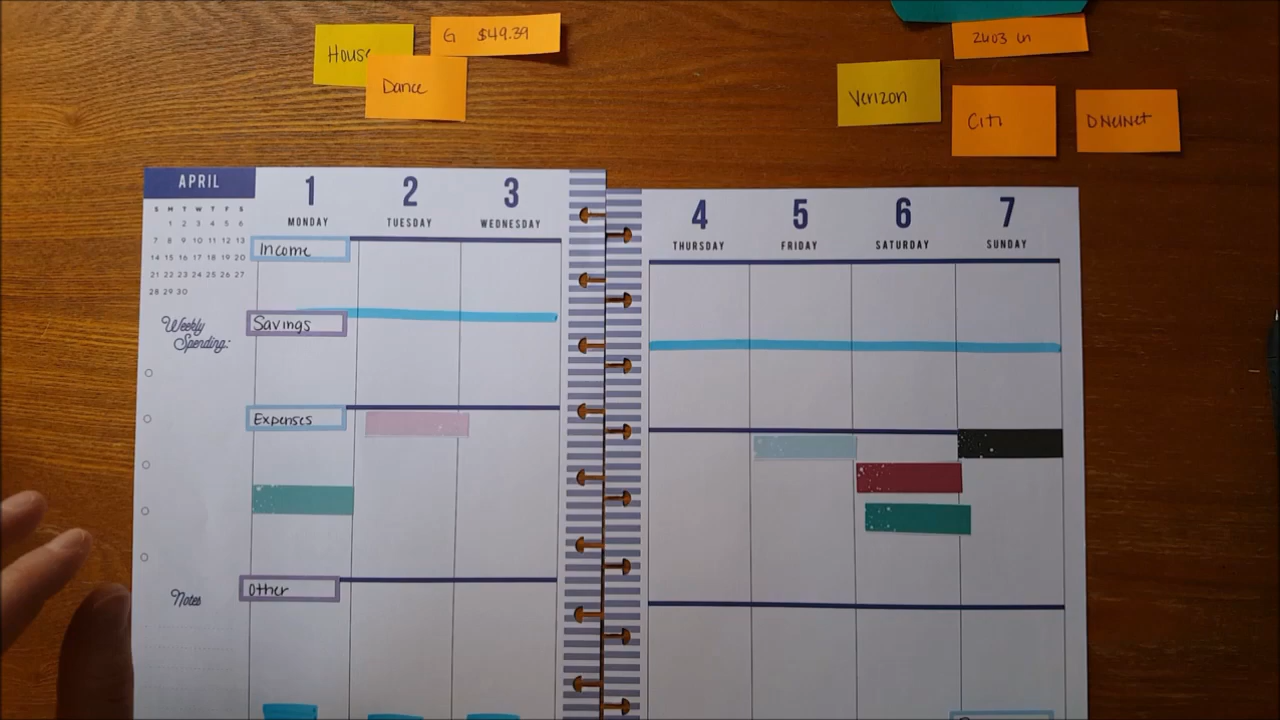 House
G $49.39
Dance
2403 in
Verizon
Citi
DNelNet
APRIL
S M T W T F S
1 2 3 4 5 6
7 8 9 10 11 12 13
14 15 16 17 18 19 20
21 22 23 24 25 26 27
28 29 30
1 2 3
MONDAY TUESDAY WEDNESDAY
4 5 6 7
THURSDAY FRIDAY SATURDAY SUNDAY
Income
Weekly
Spending:
Savings
Expenses
Other
Notes